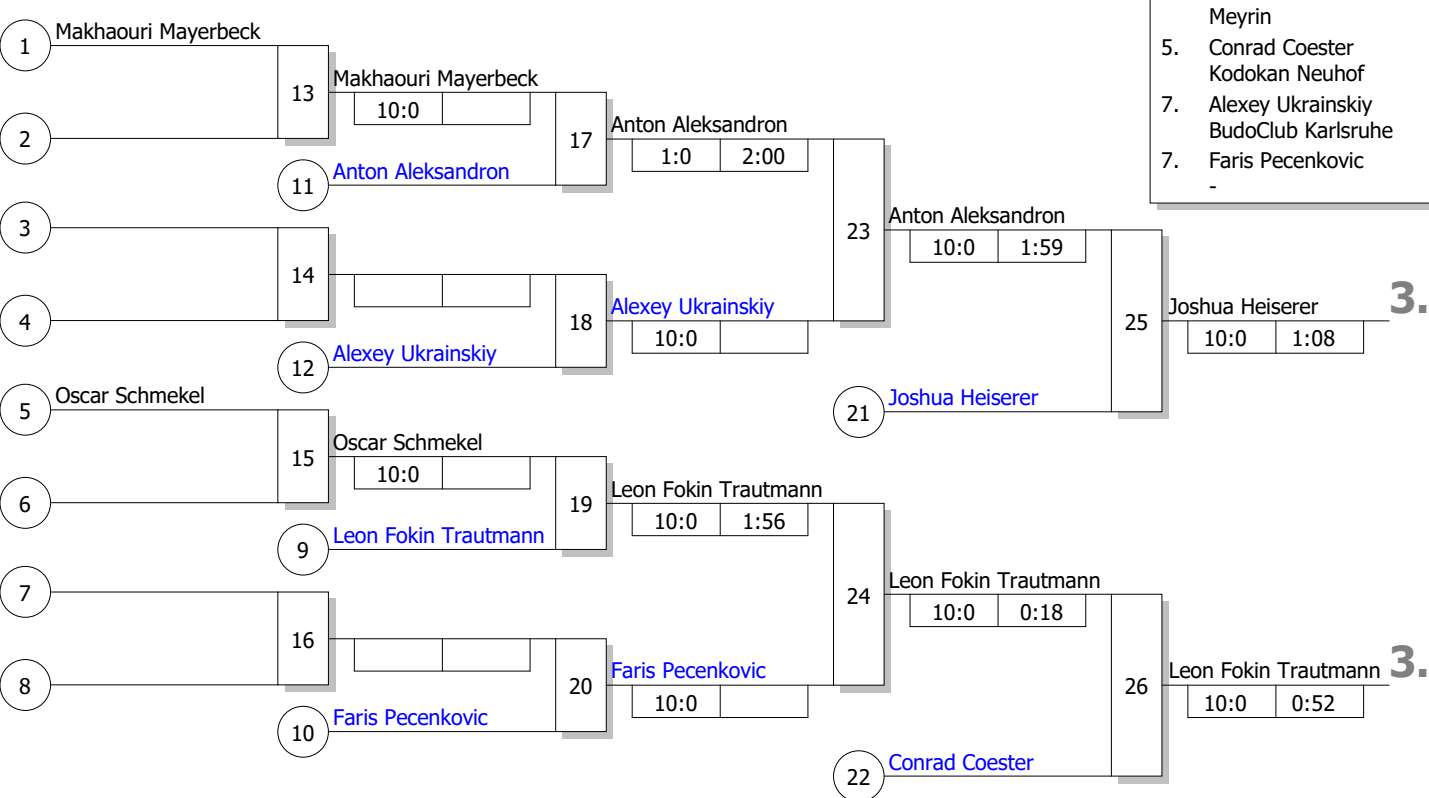 Meyrin
5. Conrad Coester
Kodokan Neuhof
7. Alexey Ukrainskiy
BudoClub Karlsruhe
7. Faris Pecenkovic
-
1 Makhaouri Mayerbeck
2
13 Makhaouri Mayerbeck
10:0
11 Anton Aleksandron
17 Anton Aleksandron
1:0 2:00
3
4
14
12 Alexey Ukrainskiy
18 Alexey Ukrainskiy
10:0
23 Anton Aleksandron
10:0 1:59
21 Joshua Heiserer
25 Joshua Heiserer 3.
10:0 1:08
5 Oscar Schmekel
6
15 Oscar Schmekel
10:0
9 Leon Fokin Trautmann
19 Leon Fokin Trautmann
10:0 1:56
7
8
16
10 Faris Pecenkovic
20 Faris Pecenkovic
10:0
24 Leon Fokin Trautmann
10:0 0:18
22 Conrad Coester
26 Leon Fokin Trautmann 3.
10:0 0:52